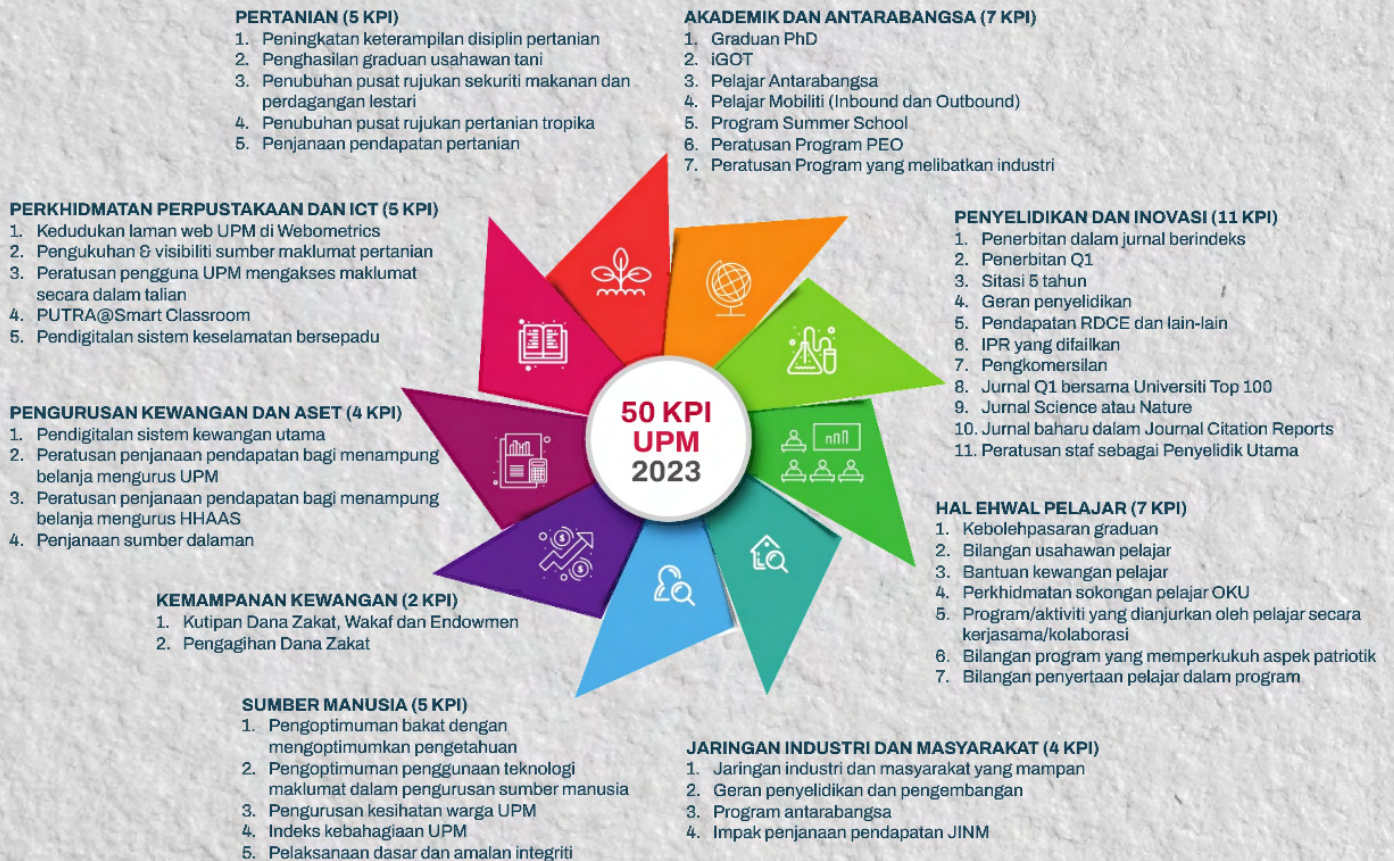 PERTANIAN (5 KPI)
1. Peningkatan keterampilan disiplin pertanian
2. Penghasilan graduan usahawan tani
3. Penubuhan pusat rujukan sekuriti makanan dan
perdagangan lestari
4. Penubuhan pusat rujukan pertanian tropika
5. Penjanaan pendapatan pertanian
AKADEMIK DAN ANTARABANGSA (7 KPI)
1. Graduan PhD
2. iGOT
3. Pelajar Antarabangsa
4. Pelajar Mobiliti (Inbound dan Outbound)
5. Program Summer School
6. Peratusan Program PEO
7. Peratusan Program yang melibatkan industri
PERKHIDMATAN PERPUSTAKAAN DAN ICT (5 KPI)
1. Kedudukan laman web UPM di Webometrics
2. Pengukuhan & visibiliti sumber maklumat pertanian
3. Peratusan pengguna UPM mengakses maklumat
secara dalam talian
4. PUTRA@Smart Classroom
5. Pendigitalan sistem keselamatan bersepadu
PENYELIDIKAN DAN INOVASI (11 KPI)
1. Penerbitan dalam jurnal berindeks
2. Penerbitan Q1
3. Sitasi 5 tahun
4. Geran penyelidikan
5. Pendapatan RDCE dan lain-lain
6. IPR yang difailkan
7. Pengkomersilan
8. Jurnal Q1 bersama Universiti Top 100
9. Jurnal Science atau Nature
10. Jurnal baharu dalam Journal Citation Reports
11. Peratusan staf sebagai Penyelidik Utama
PENGURUSAN KEWANGAN DAN ASET (4 KPI)
1. Pendigitalan sistem kewangan utama
2. Peratusan penjanaan pendapatan bagi menampung
belanja mengurus UPM
3. Peratusan penjanaan pendapatan bagi menampung
belanja mengurus HHAAS
4. Penjanaan sumber dalaman
50 KPI
UPM
2023
HAL EHWAL PELAJAR (7 KPI)
1. Kebolehpasaran graduan
2. Bilangan usahawan pelajar
3. Bantuan kewangan pelajar
4. Perkhidmatan sokongan pelajar OKU
5. Program/aktiviti yang dianjurkan oleh pelajar secara
kerjasama/kolaborasi
6. Bilangan program yang memperkukuh aspek patriotik
7. Bilangan penyertaan pelajar dalam program
KEMAMPANAN KEWANGAN (2 KPI)
1. Kutipan Dana Zakat, Wakaf dan Endowmen
2. Pengagihan Dana Zakat
SUMBER MANUSIA (5 KPI)
1. Pengoptimuman bakat dengan
mengoptimumkan pengetahuan
2. Pengoptimuman penggunaan teknologi
maklumat dalam pengurusan sumber manusia
3. Pengurusan kesihatan warga UPM
4. Indeks kebahagiaan UPM
5. Pelaksanaan dasar dan amalan integriti
JARINGAN INDUSTRI DAN MASYARAKAT (4 KPI)
1. Jaringan industri dan masyarakat yang mampan
2. Geran penyelidikan dan pengembangan
3. Program antarabangsa
4. Impak penjanaan pendapatan JINM